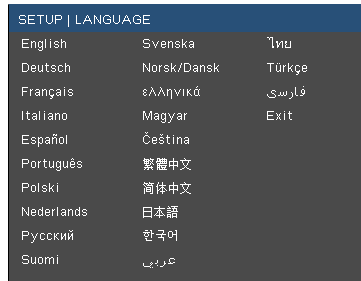 SETUP | LANGUAGE
English
Deutsch
Français
Italiano
Español
Português
Polski
Nederlands
Русский
Suomi
Svenska
Norsk/Dansk
ελληνικά
Magyar
Čeština
繁體中文
简体中文
日本語
한국어
عربي
ไทย
Türkçe
فارسی
Exit